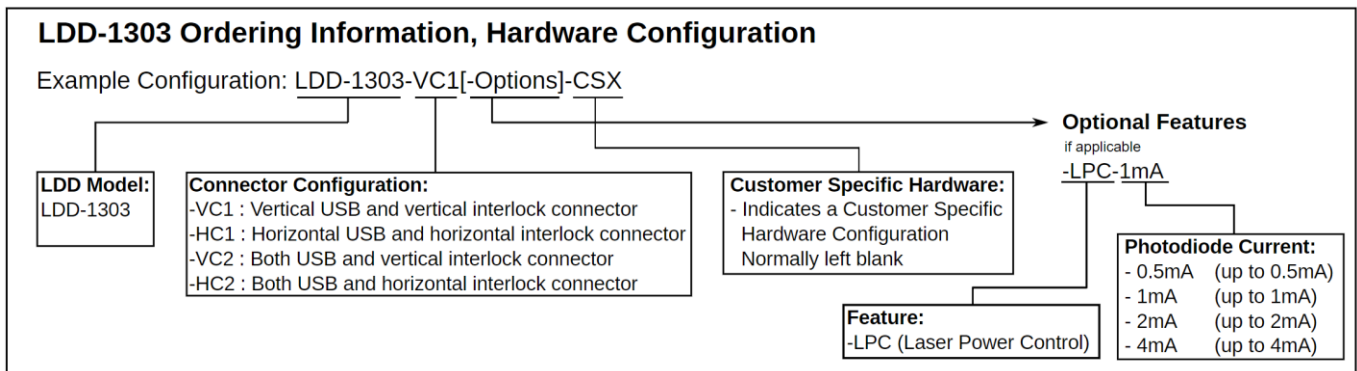 LDD-1303 Ordering Information, Hardware Configuration
Example Configuration: LDD-1303-VC1[-Options]-CSX
Optional Features
if applicable
-LPC-1mA
LDD Model:
LDD-1303
Connector Configuration:
-VC1 : Vertical USB and vertical interlock connector
-HC1 : Horizontal USB and horizontal interlock connector
-VC2 : Both USB and vertical interlock connector
-HC2 : Both USB and horizontal interlock connector
Customer Specific Hardware:
- Indicates a Customer Specific
Hardware Configuration
Normally left blank
Feature:
-LPC (Laser Power Control)
Photodiode Current:
- 0.5mA (up to 0.5mA)
- 1mA (up to 1mA)
- 2mA (up to 2mA)
- 4mA (up to 4mA)